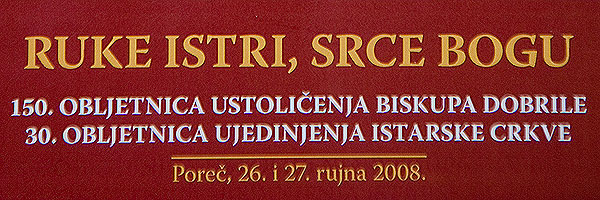 RUKE ISTRI, SRCE BOGU
150. OBLJETNICA USTOLIČENJA BISKUPA DOBRILE
30. OBLJETNICA UJEDINJENJA ISTARSKE CRKVE
Poreč, 26. i 27. rujna 2008.